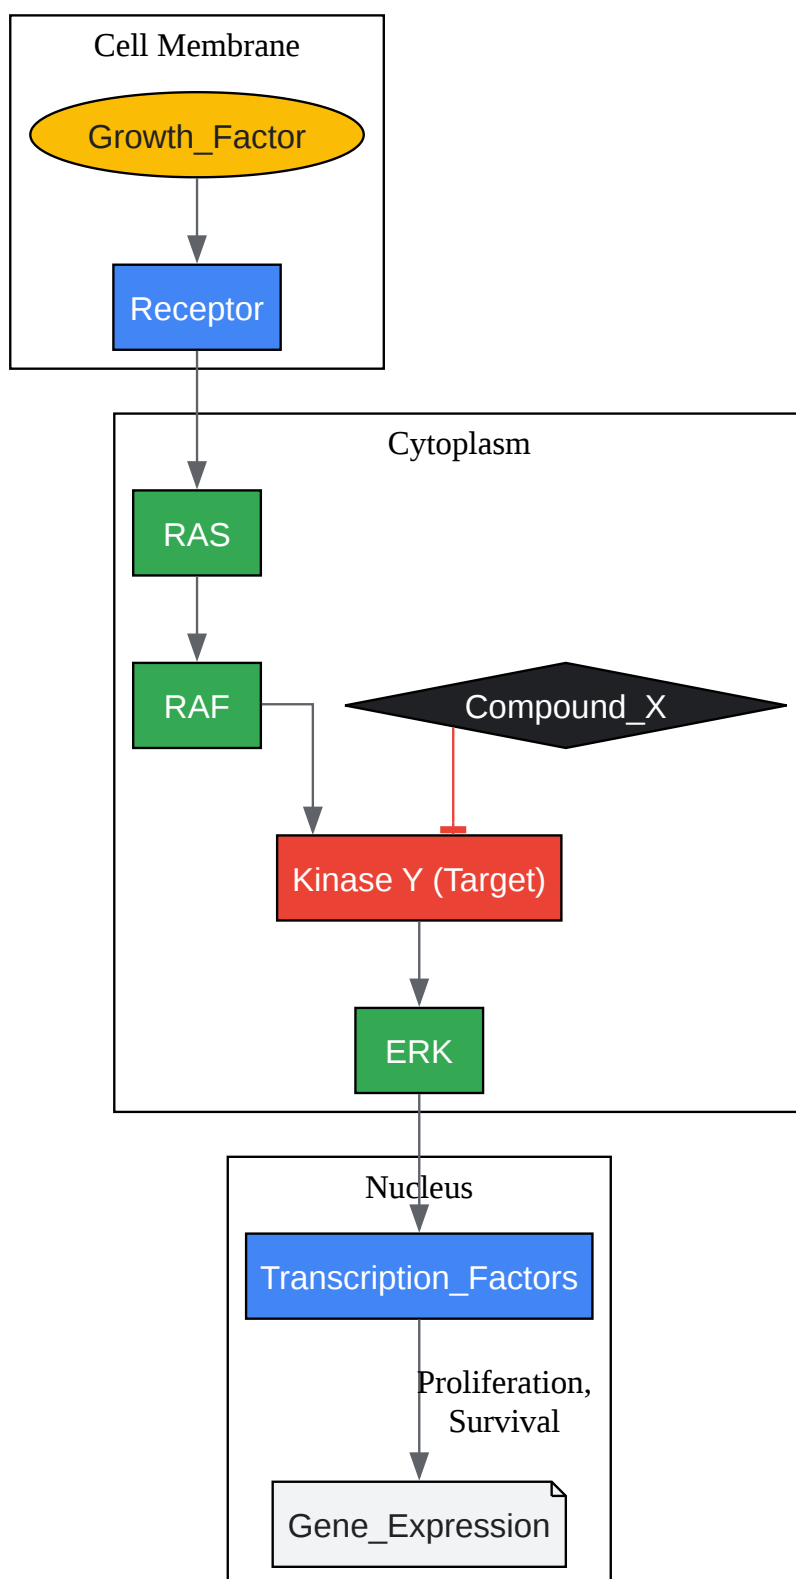 Cell Membrane
Growth_Factor
Receptor
Cytoplasm
RAS
RAF
Compound_X
Kinase Y (Target)
ERK
Nucleus
Transcription_Factors
Proliferation,
Survival
Gene_Expression